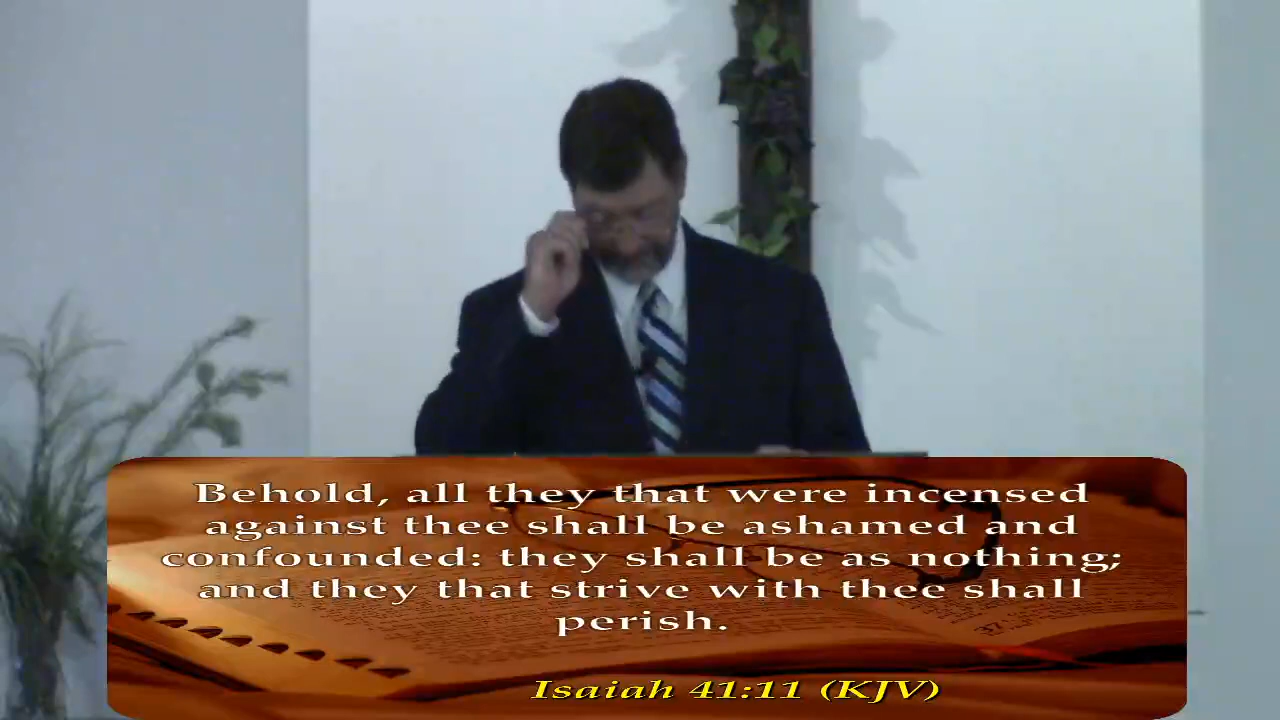 Behold, all they that were incensed
against thee shall be ashamed and
confounded: they shall be as nothing;
and they that strive with thee shall
perish.
Isaiah 41:11 (KJV)